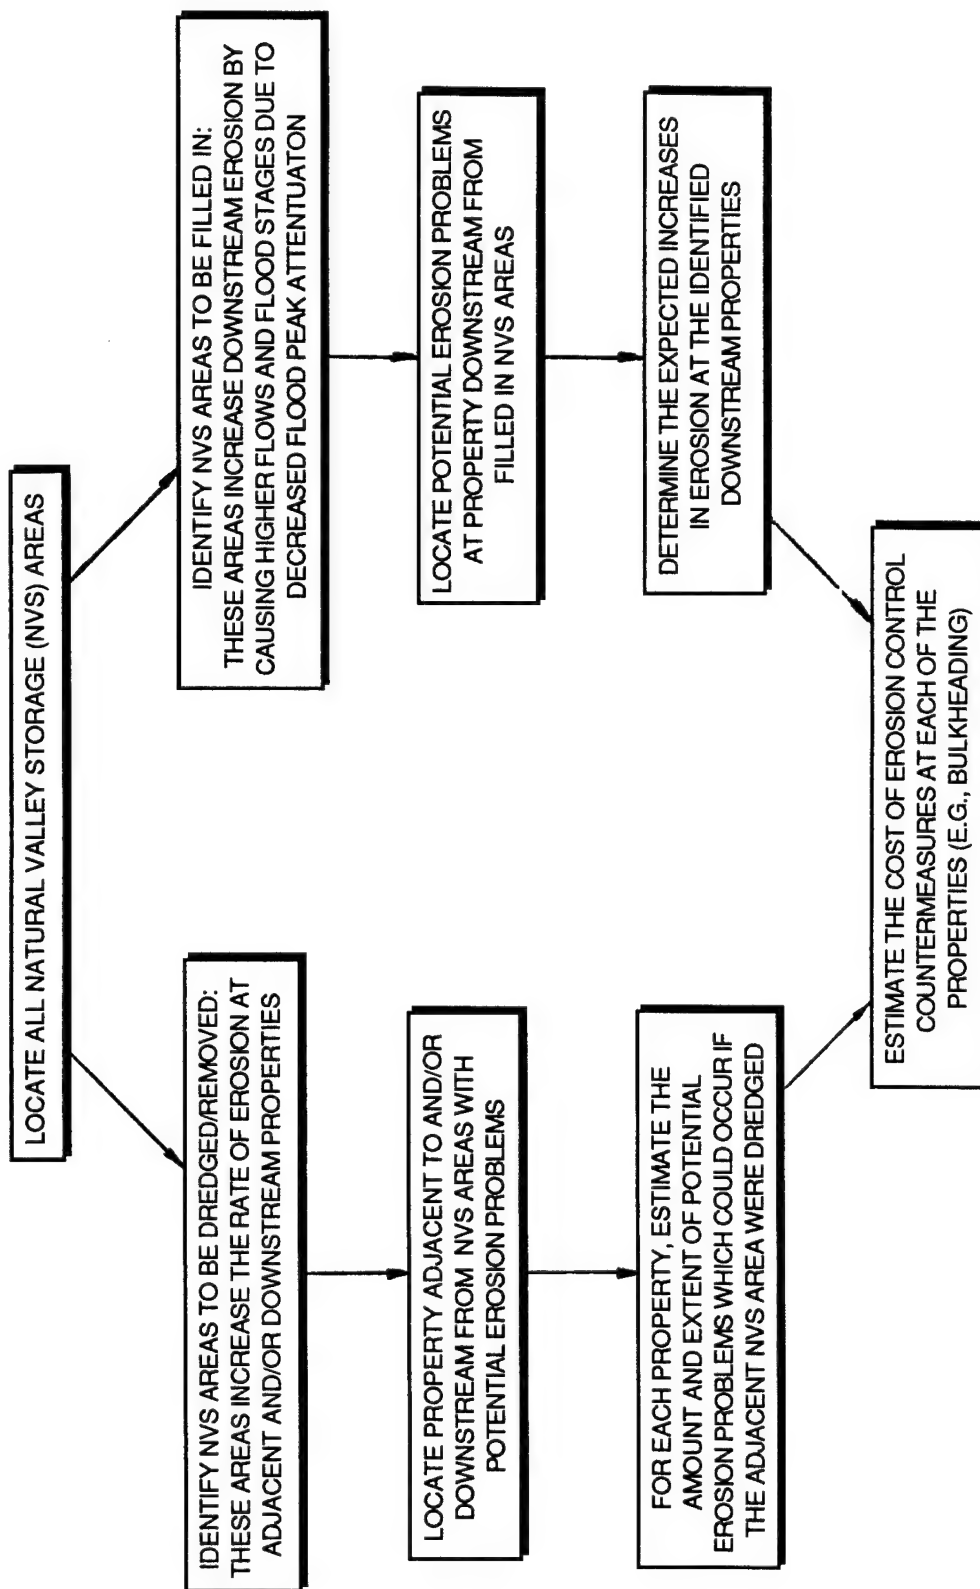 LOCATE ALL NATURAL VALLEY STORAGE (NVS) AREAS
IDENTIFY NVS AREAS TO BE DREDGED/REMOVED:
THESE AREAS INCREASE THE RATE OF EROSION AT
ADJACENT AND/OR DOWNSTREAM PROPERTIES
LOCATE PROPERTY ADJACENT TO AND/OR
DOWNSTREAM FROM NVS AREAS WITH
POTENTIAL EROSION PROBLEMS
FOR EACH PROPERTY, ESTIMATE THE
AMOUNT AND EXTENT OF POTENTIAL
EROSION PROBLEMS WHICH COULD OCCUR IF
THE ADJACENT NVS AREA WERE DREDGED
IDENTIFY NVS AREAS TO BE FILLED IN:
THESE AREAS INCREASE DOWNSTREAM EROSION BY
CAUSING HIGHER FLOWS AND FLOOD STAGES DUE TO
DECREASED FLOOD PEAK ATTENTUATON
LOCATE POTENTIAL EROSION PROBLEMS
AT PROPERTY DOWNSTREAM FROM
FILLED IN NVS AREAS
DETERMINE THE EXPECTED INCREASES
IN EROSION AT THE IDENTIFIED
DOWNSTREAM PROPERTIES
ESTIMATE THE COST OF EROSION CONTROL
COUNTERMEASURES AT EACH OF THE
PROPERTIES (E.G., BULKHEADING)